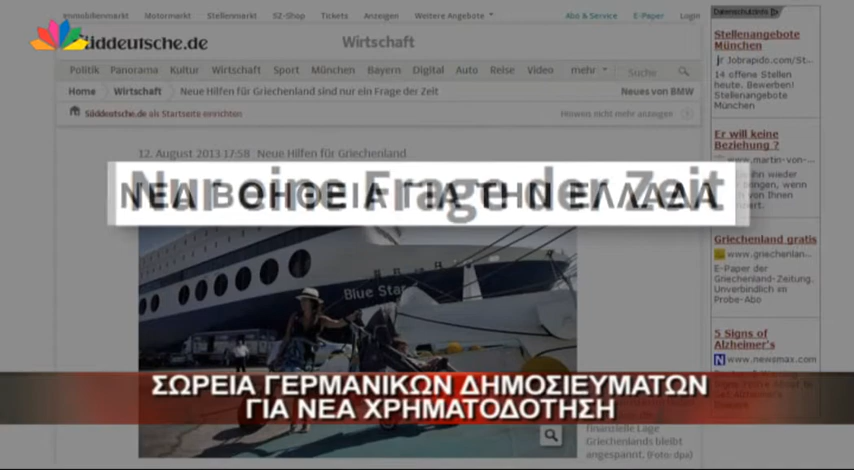 Immobilienmarkt Motormarkt Stellenmarkt SZ-Shop Tickets Anzeigen Weitere Angebote Abo & Service E-Paper Login
Süddeutsche.de Wirtschaft
Politik Panorama Kultur Wirtschaft Sport München Bayern Digital Auto Reise Video mehr Suche
Home Wirtschaft Neue Hilfen für Griechenland sind nur ein Frage der Zeit Neues von BMW
Süddeutsche.de als Startseite einrichten Hinweis nicht mehr anzeigen
12. August 2013 17:58 Neue Hilfen für Griechenland
Nur eine Frage der Zeit
ΝΕΑ ΒΟΗΘΕΙΑ ΓΙΑ ΤΗΝ ΕΛΛΑΔΑ
Blue Star
finanzielle Lage
Griechenlands bleibt
angespannt. (Foto: dpa)
Datenschutzinfo
Stellenangebote
München
Jobrapido.com/St...
14 offene Stellen
heute. Bewerben!
Stellenangebote
München
Er will keine
Beziehung ?
www.martin-von-...
ihn wieder
wenn
von Ihnen
Griechenland gratis
www.griechenlan...
E-Paper der
Griechenland-Zeitung.
Unverbindlich im
Probe-Abo
5 Signs of
Alzheimer's
www.newsmax.com
ΣΩΡΕΙΑ ΓΕΡΜΑΝΙΚΩΝ ΔΗΜΟΣΙΕΥΜΑΤΩΝ
ΓΙΑ ΝΕΑ ΧΡΗΜΑΤΟΔΟΤΗΣΗ